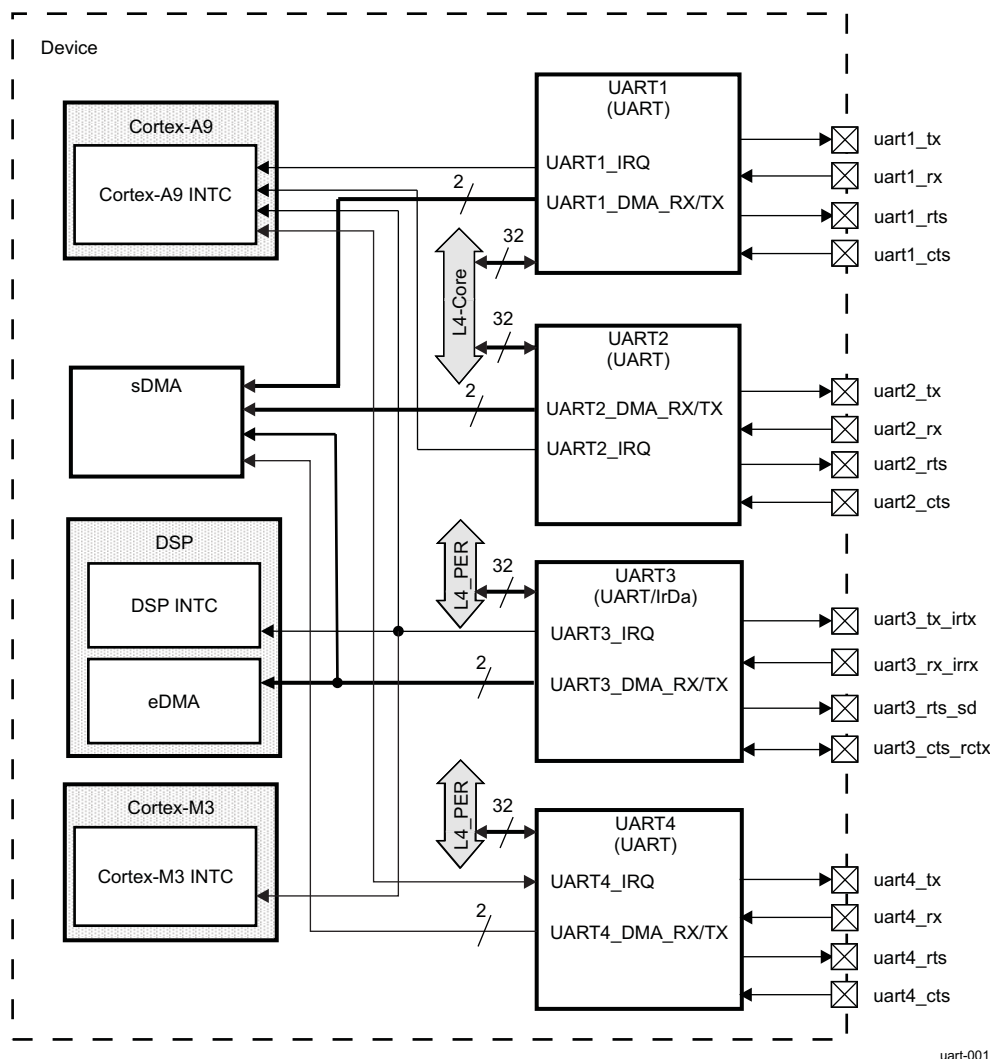 Device
Cortex-A9
Cortex-A9 INTC
sDMA
DSP
DSP INTC
eDMA
Cortex-M3
Cortex-M3 INTC
2
32
L4-Core
32
2
L4_PER
32
2
L4_PER
32
2
UART1
(UART)
UART1_IRQ
UART1_DMA_RX/TX
UART2
(UART)
UART2_DMA_RX/TX
UART2_IRQ
UART3
(UART/IrDa)
UART3_IRQ
UART3_DMA_RX/TX
UART4
(UART)
UART4_IRQ
UART4_DMA_RX/TX
uart1_tx
uart1_rx
uart1_rts
uart1_cts
uart2_tx
uart2_rx
uart2_rts
uart2_cts
uart3_tx_irtx
uart3_rx_irrx
uart3_rts_sd
uart3_cts_rctx
uart4_tx
uart4_rx
uart4_rts
uart4_cts
uart-001